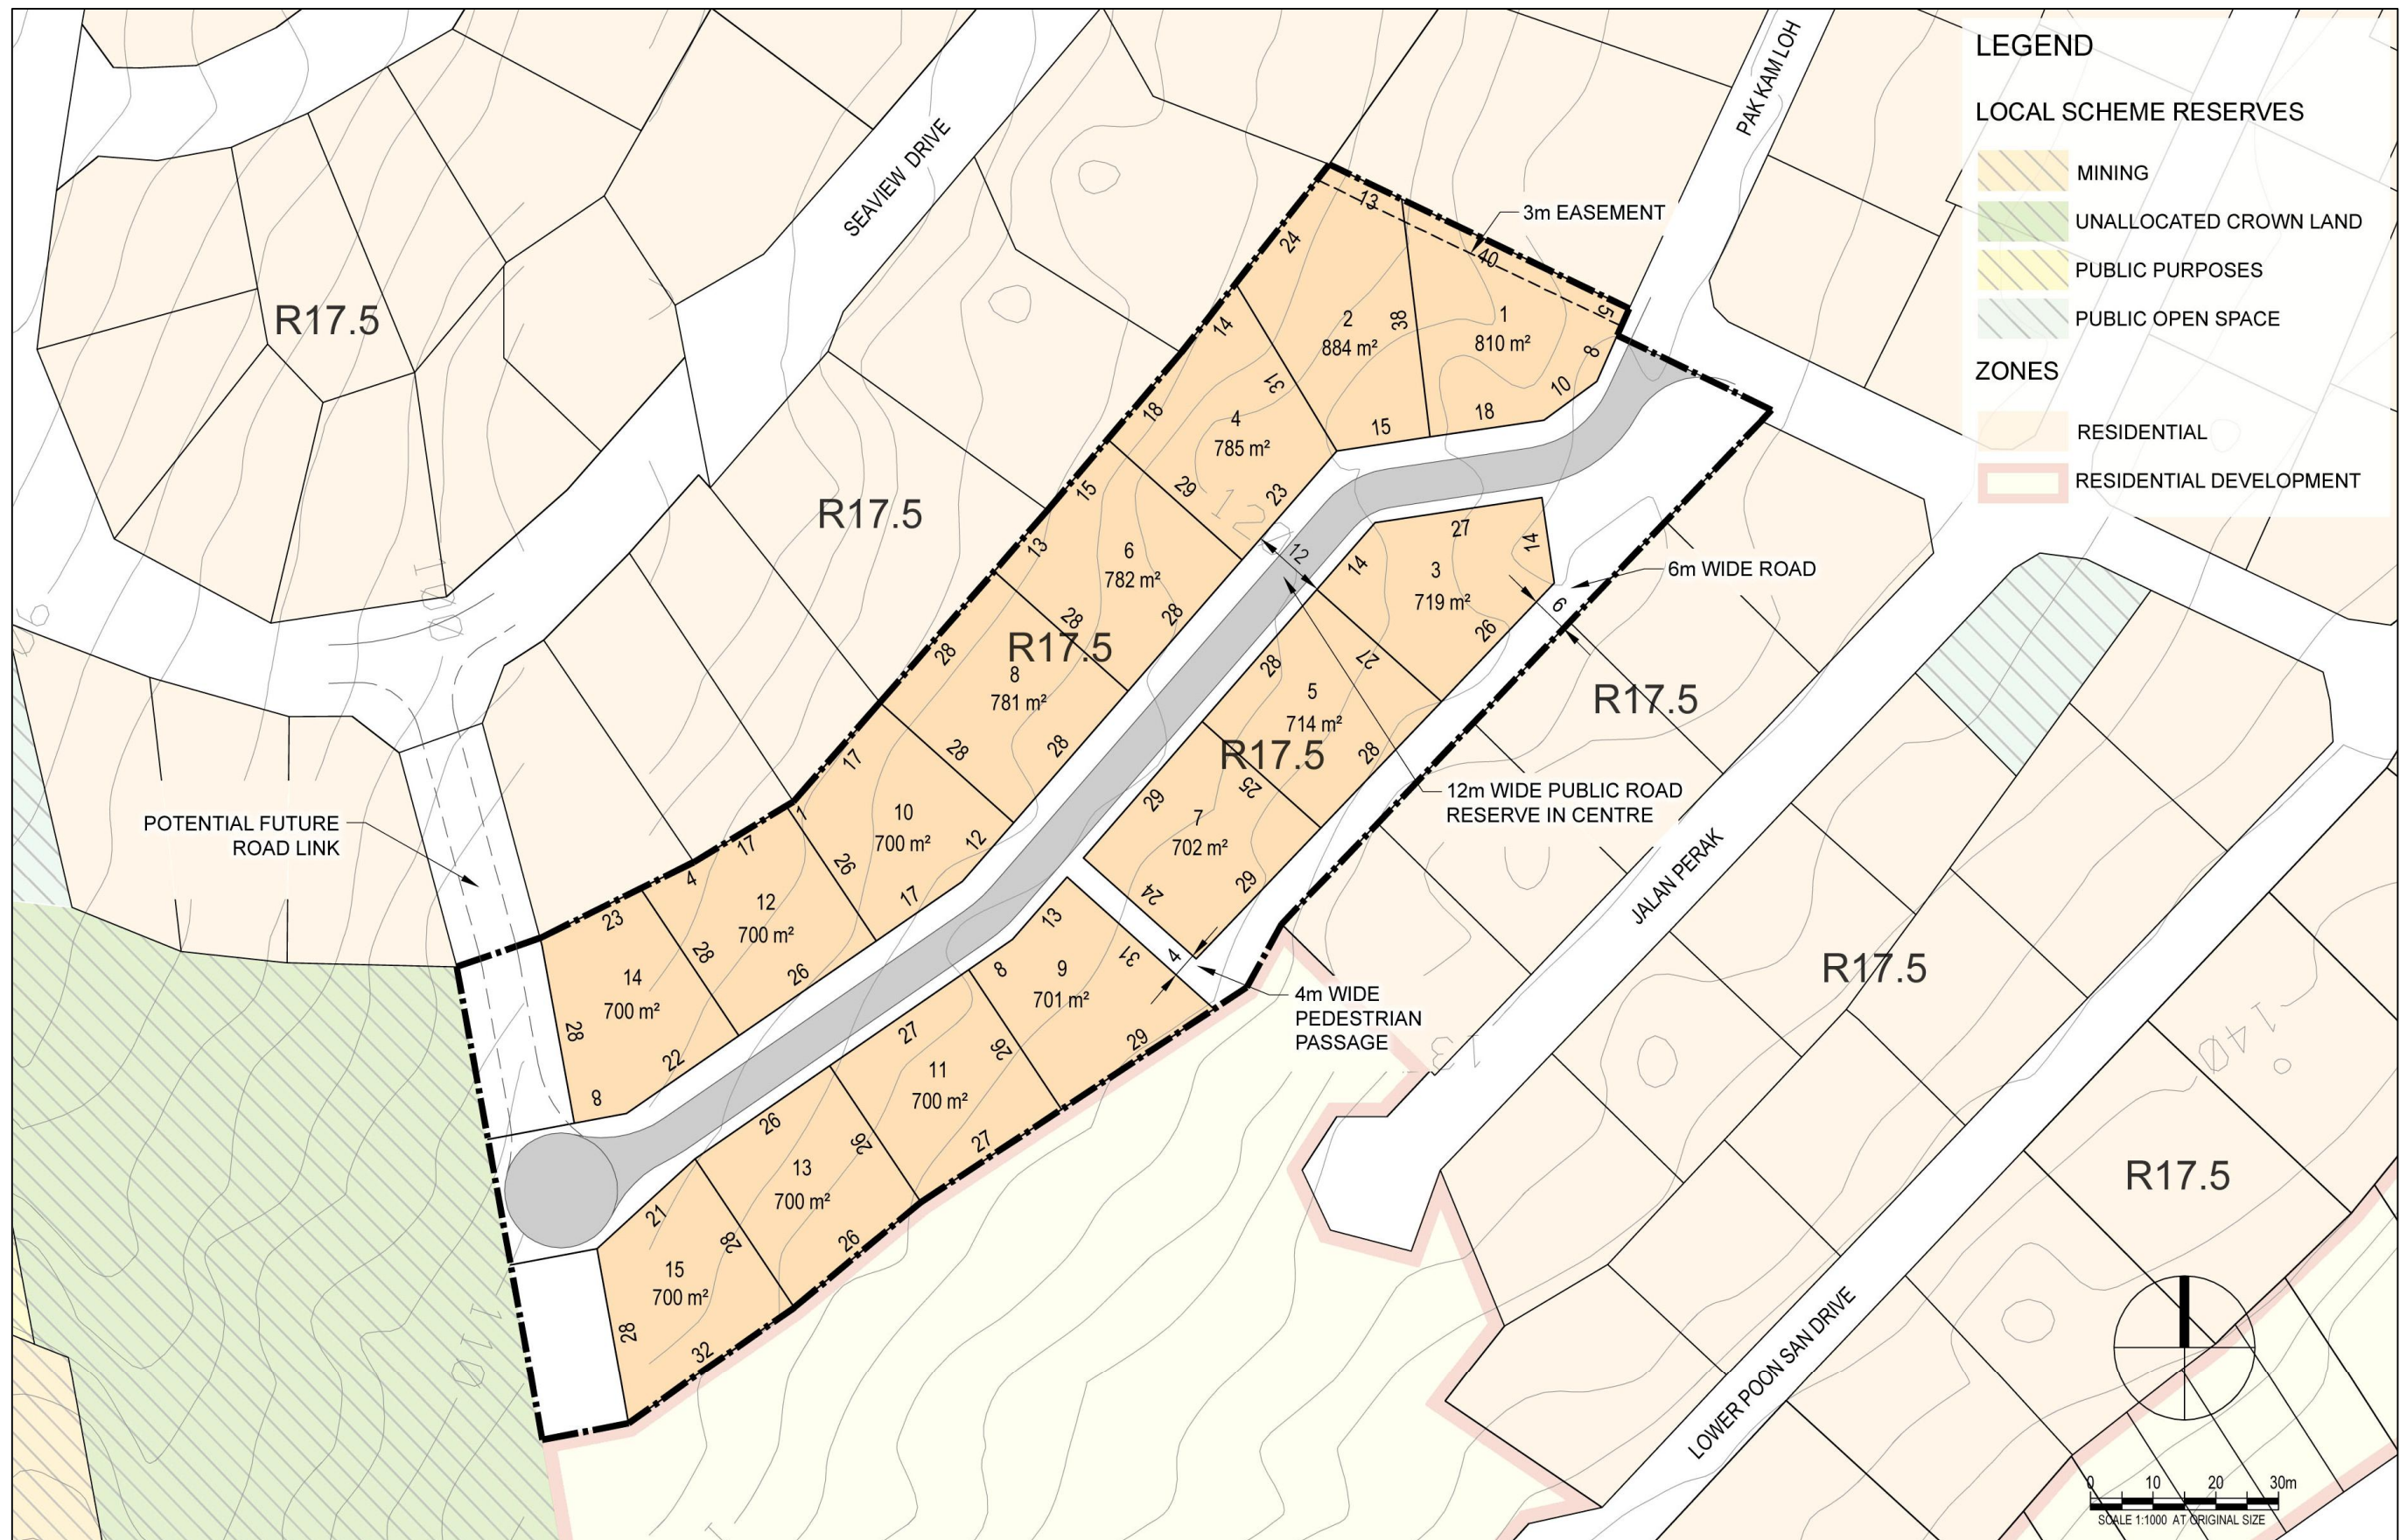 LEGEND
LOCAL SCHEME RESERVES
MINING
UNALLOCATED CROWN LAND
PUBLIC PURPOSES
PUBLIC OPEN SPACE
ZONES
RESIDENTIAL
RESIDENTIAL DEVELOPMENT
PAK KAM LOH
SEAVIEW DRIVE
R17.5
3m EASEMENT
13
40
5
24
2
884 m²
38
1
810 m²
8
10
18
15
14
31
18
4
785 m²
29
23
15
R17.5
13
6
782 m²
28
28
12
14
27
3
719 m²
14
26
6
6m WIDE ROAD
R17.5
28
8
781 m²
28
28
28
5
714 m²
27
28
R17.5
R17.5
25
29
7
702 m²
24
29
12m WIDE PUBLIC ROAD
RESERVE IN CENTRE
17
1
10
700 m²
12
17
26
17
4
12
700 m²
26
28
23
14
700 m²
28
22
8
POTENTIAL FUTURE
ROAD LINK
13
8
9
701 m²
31
29
4
4m WIDE
PEDESTRIAN
PASSAGE
27
11
700 m²
26
27
26
13
700 m²
26
26
21
15
700 m²
28
28
32
JALAN PERAK
R17.5
140
R17.5
LOWER POON SAN DRIVE
0 10 20 30m
SCALE 1:1000 AT ORIGINAL SIZE